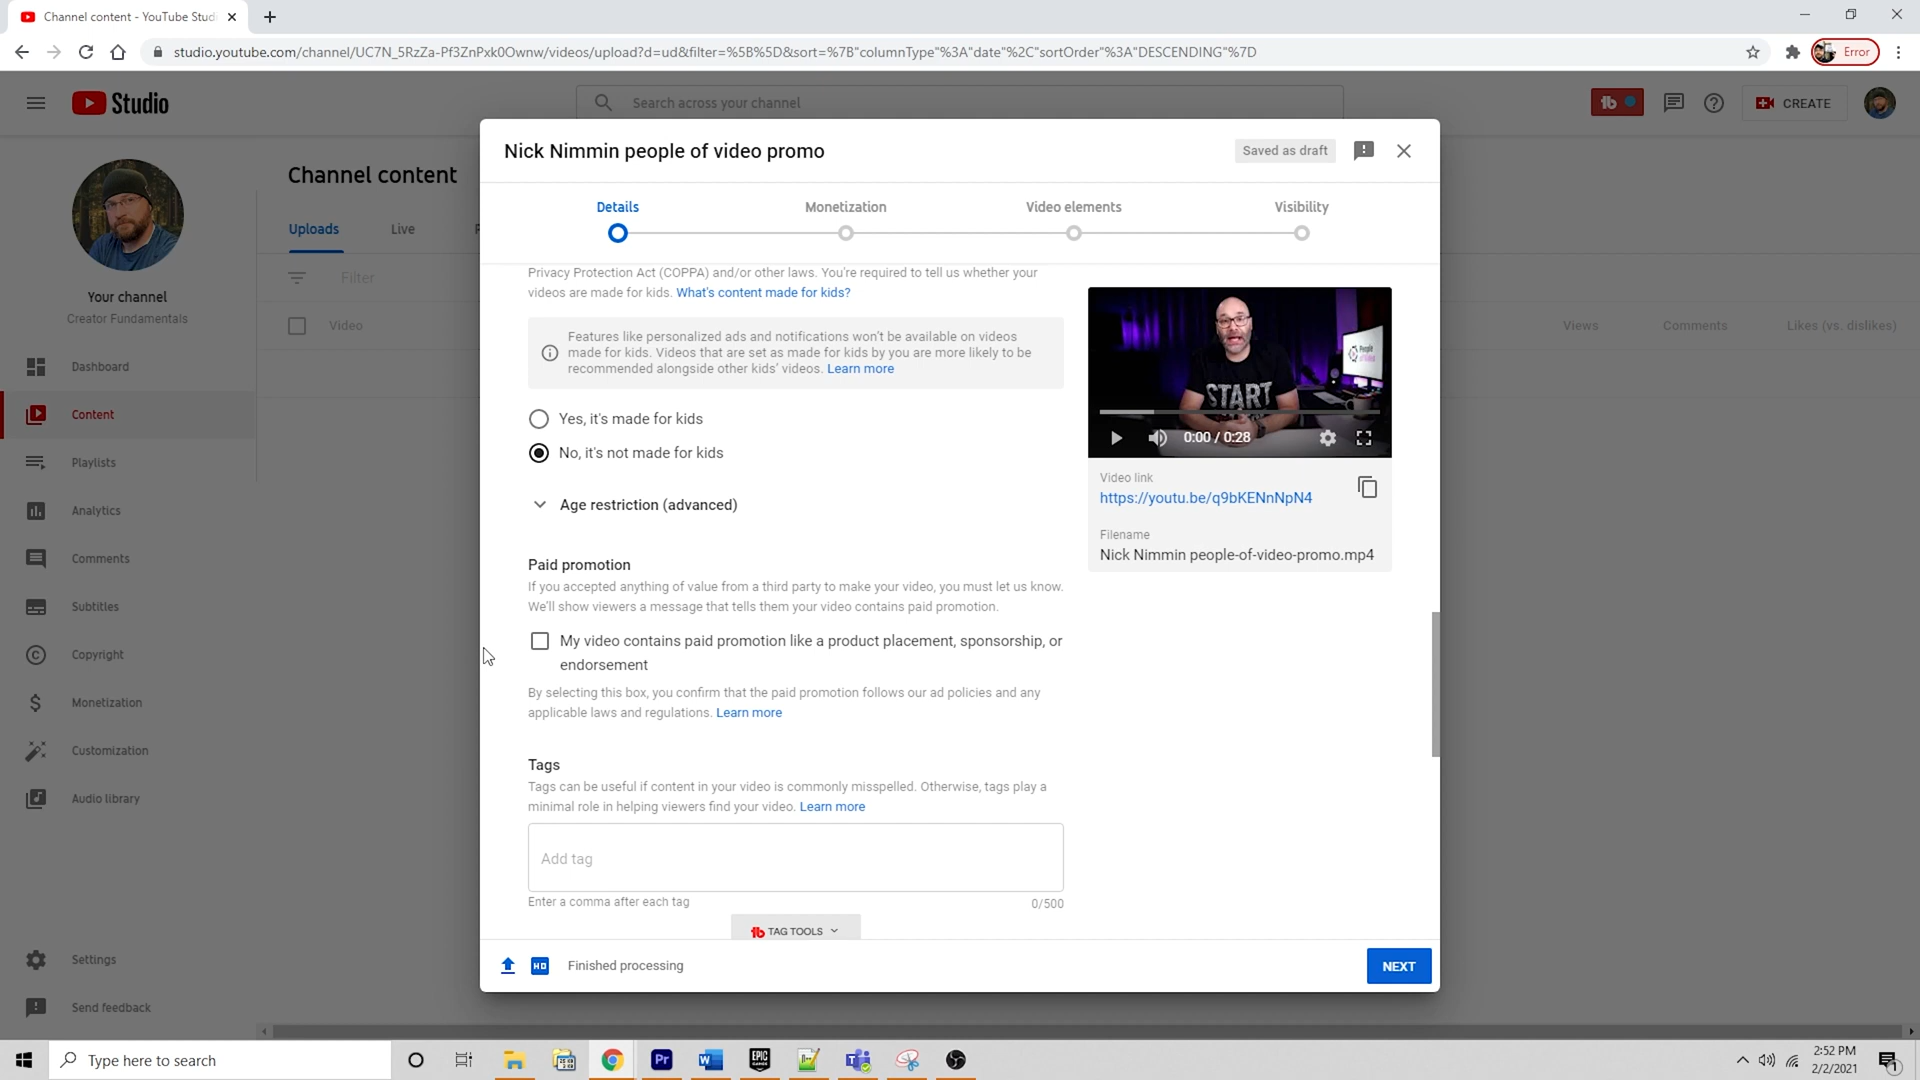 Channel content - YouTube Studi
studio.youtube.com/channel/UC7N_5RzZa-Pf3ZnPxk0Ownw/videos/upload?d=ud&filter=%5B%5D&sort=%7B"columnType"%3A"date"%2C"sortOrder"%3A"DESCENDING"%7D
Error
Studio
Search across your channel
tb
CREATE
Nick Nimmin people of video promo
Saved as draft
Details
Monetization
Video elements
Visibility
Your channel
Creator Fundamentals
Dashboard
Content
Playlists
Analytics
Comments
Subtitles
Copyright
Monetization
Customization
Audio library
Settings
Send feedback
Channel content
Uploads
Live
Filter
Video
Views
Comments
Likes (vs. dislikes)
Privacy Protection Act (COPPA) and/or other laws. You're required to tell us whether your
videos are made for kids. What's content made for kids?
Features like personalized ads and notifications won't be available on videos
made for kids. Videos that are set as made for kids by you are more likely to be
recommended alongside other kids' videos. Learn more
Yes, it's made for kids
No, it's not made for kids
Age restriction (advanced)
Paid promotion
If you accepted anything of value from a third party to make your video, you must let us know.
We'll show viewers a message that tells them your video contains paid promotion.
My video contains paid promotion like a product placement, sponsorship, or
endorsement
By selecting this box, you confirm that the paid promotion follows our ad policies and any
applicable laws and regulations. Learn more
Tags
Tags can be useful if content in your video is commonly misspelled. Otherwise, tags play a
minimal role in helping viewers find your video. Learn more
Add tag
Enter a comma after each tag
0/500
tb TAG TOOLS
START
People
0:00 / 0:28
Video link
https://youtu.be/q9bKENnNpN4
Filename
Nick Nimmin people-of-video-promo.mp4
HD
Finished processing
NEXT
Type here to search
Pr
EPIC
GAMES
2:52 PM
2/2/2021
1